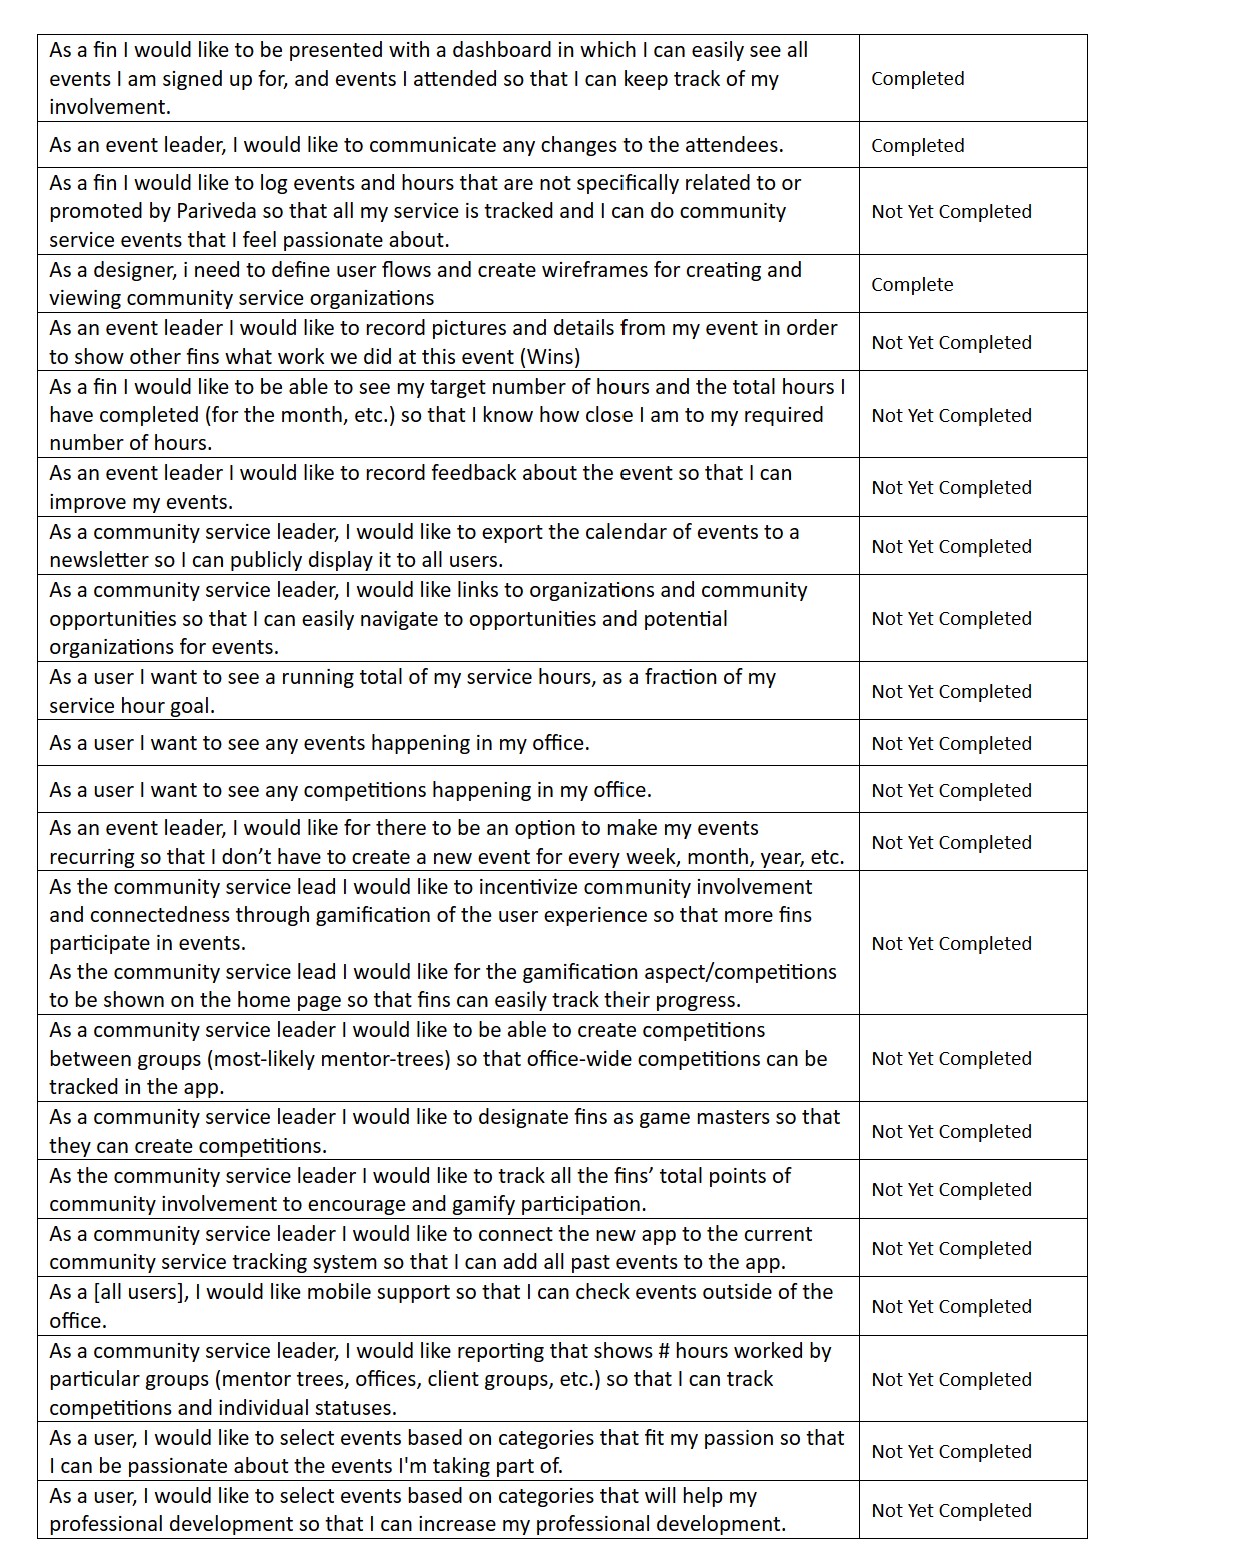 As a fin I would like to be presented with a dashboard in which I can easily see all
events I am signed up for, and events I attended so that I can keep track of my
involvement.
Completed
As an event leader, I would like to communicate any changes to the attendees.
Completed
As a fin I would like to log events and hours that are not specifically related to or
promoted by Pariveda so that all my service is tracked and I can do community
service events that I feel passionate about.
Not Yet Completed
As a designer, i need to define user flows and create wireframes for creating and
viewing community service organizations
Complete
As an event leader I would like to record pictures and details from my event in order
to show other fins what work we did at this event (Wins)
Not Yet Completed
As a fin I would like to be able to see my target number of hours and the total hours I
have completed (for the month, etc.) so that I know how close I am to my required
number of hours.
Not Yet Completed
As an event leader I would like to record feedback about the event so that I can
improve my events.
Not Yet Completed
As a community service leader, I would like to export the calendar of events to a
newsletter so I can publicly display it to all users.
Not Yet Completed
As a community service leader, I would like links to organizations and community
opportunities so that I can easily navigate to opportunities and potential
organizations for events.
Not Yet Completed
As a user I want to see a running total of my service hours, as a fraction of my
service hour goal.
Not Yet Completed
As a user I want to see any events happening in my office.
Not Yet Completed
As a user I want to see any competitions happening in my office.
Not Yet Completed
As an event leader, I would like for there to be an option to make my events
recurring so that I don’t have to create a new event for every week, month, year, etc.
Not Yet Completed
As the community service lead I would like to incentivize community involvement
and connectedness through gamification of the user experience so that more fins
participate in events.
As the community service lead I would like for the gamification aspect/competitions
to be shown on the home page so that fins can easily track their progress.
Not Yet Completed
As a community service leader I would like to be able to create competitions
between groups (most-likely mentor-trees) so that office-wide competitions can be
tracked in the app.
Not Yet Completed
As a community service leader I would like to designate fins as game masters so that
they can create competitions.
Not Yet Completed
As the community service leader I would like to track all the fins’ total points of
community involvement to encourage and gamify participation.
Not Yet Completed
As a community service leader I would like to connect the new app to the current
community service tracking system so that I can add all past events to the app.
Not Yet Completed
As a [all users], I would like mobile support so that I can check events outside of the
office.
Not Yet Completed
As a community service leader, I would like reporting that shows # hours worked by
particular groups (mentor trees, offices, client groups, etc.) so that I can track
competitions and individual statuses.
Not Yet Completed
As a user, I would like to select events based on categories that fit my passion so that
I can be passionate about the events I'm taking part of.
Not Yet Completed
As a user, I would like to select events based on categories that will help my
professional development so that I can increase my professional development.
Not Yet Completed